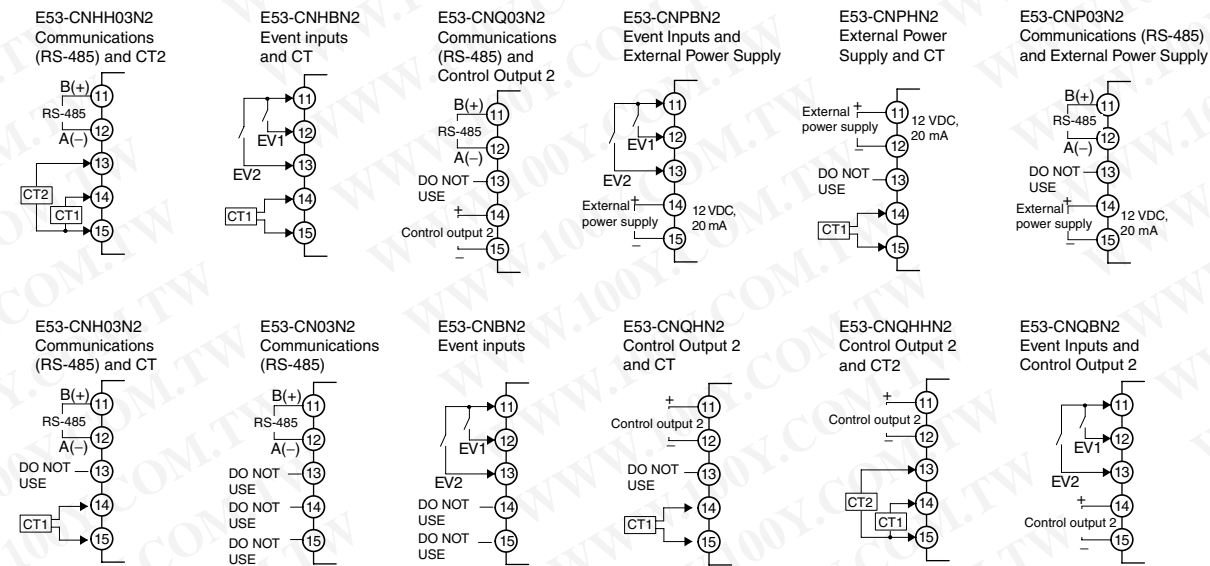 E53-CNHH03N2
Communications
(RS-485) and CT2
B(+)
11
RS-485
12
A(−)
13
CT2
14
CT1
15
E53-CNHBN2
Event inputs
and CT
11
12
EV1
13
EV2
14
CT1
15
E53-CNQ03N2
Communications
(RS-485) and
Control Output 2
B(+)
11
RS-485
12
A(−)
DO NOT
USE
13
+
14
Control output 2
15
−
E53-CNPBN2
Event Inputs and
External Power Supply
11
12
EV1
13
EV2
External
power supply
+
14
12 VDC,
20 mA
15
−
E53-CNPHN2
External Power
Supply and CT
External
power supply
+
11
12 VDC,
20 mA
12
−
DO NOT
USE
13
14
CT1
15
E53-CNP03N2
Communications (RS-485)
and External Power Supply
B(+)
11
RS-485
12
A(−)
DO NOT
USE
13
External
power supply
+
14
12 VDC,
20 mA
15
−
E53-CNH03N2
Communications
(RS-485) and CT
B(+)
11
RS-485
12
A(−)
DO NOT
USE
13
14
CT1
15
E53-CN03N2
Communications
(RS-485)
B(+)
11
RS-485
12
A(−)
DO NOT
USE
13
DO NOT
USE
14
DO NOT
USE
15
E53-CNBN2
Event inputs
11
12
EV1
13
EV2
DO NOT
USE
14
DO NOT
USE
15
E53-CNQHN2
Control Output 2
and CT
+
11
Control output 2
12
−
DO NOT
USE
13
14
CT1
15
E53-CNQHHN2
Control Output 2
and CT2
+
11
Control output 2
12
−
13
CT2
14
CT1
15
E53-CNQBN2
Event Inputs and
Control Output 2
11
12
EV1
13
EV2
+
14
Control output 2
15
−
WWW.100Y.COM.TW